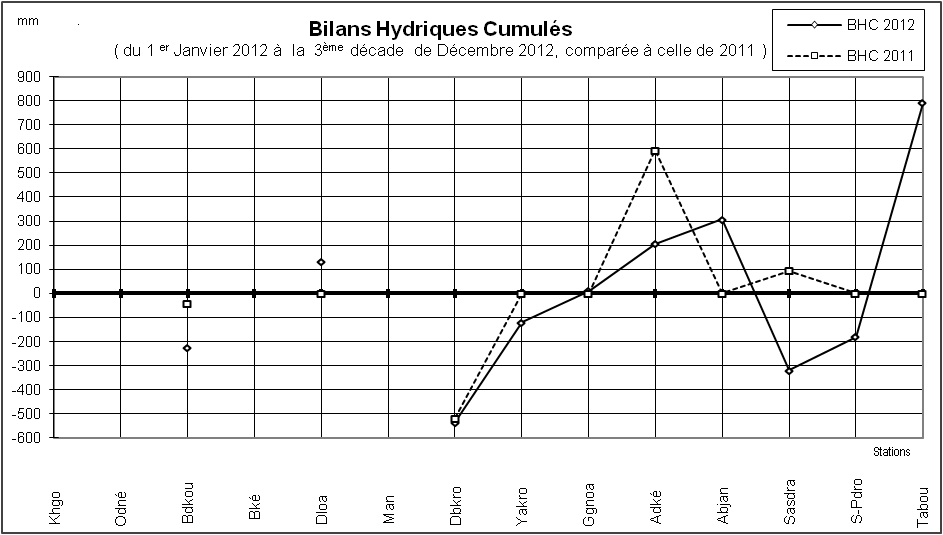 mm
.
Bilans Hydriques Cumulés
( du 1er Janvier 2012 à la 3ème décade de Décembre 2012, comparée à celle de 2011 )
BHC 2012
BHC 2011
900
800
700
600
500
400
300
200
100
0
-100
-200
-300
-400
-500
-600
Stations
Khgo
Odné
Bdkou
Bké
Dloa
Man
Dbkro
Yakro
Ggnoa
Adké
Abjan
Sasdra
S-Pdro
Tabou